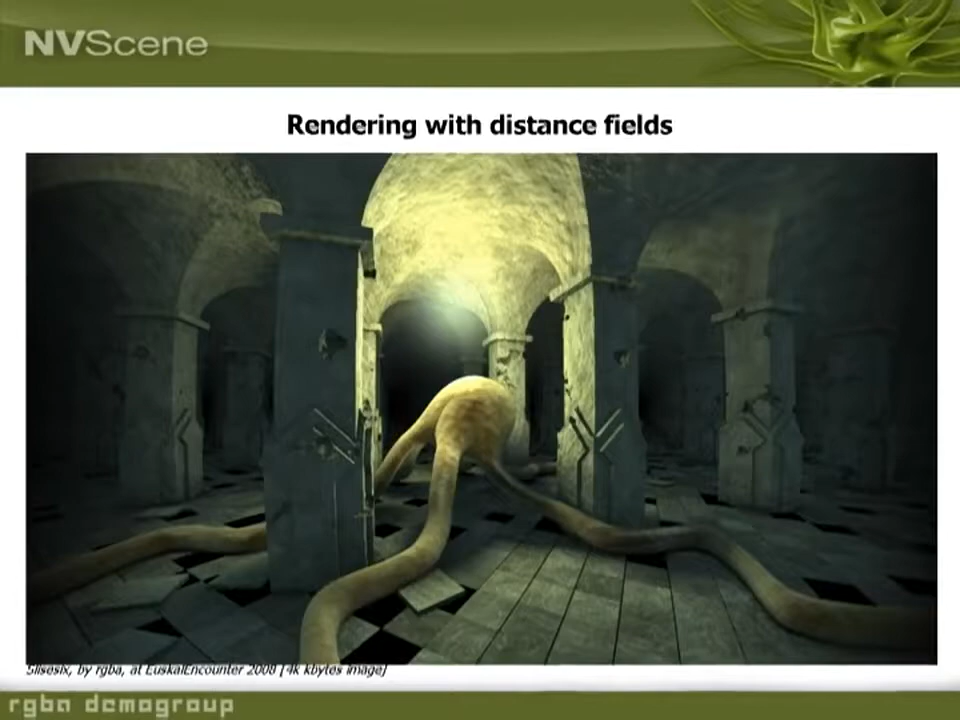 NVScene
Rendering with distance fields
Slisesix, by rgba, at EuskalEncounter 2008 [4k kbytes image]
rgba demogroup